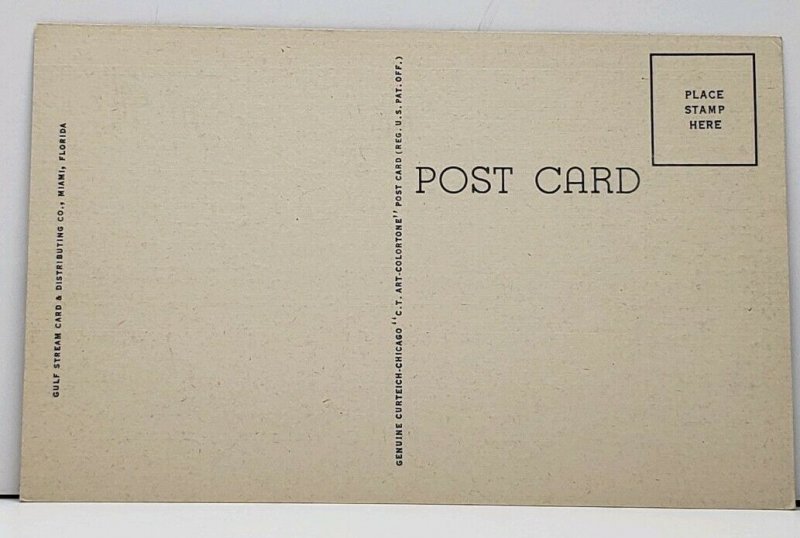 GULF STREAM CARD & DISTRIBUTING CO., MIAMI, FLORIDA
GENUINE CURTEICH-CHICAGO "C.T. ART-COLORTONE" POST CARD (REG. U.S. PAT. OFF.)
POST CARD
PLACE
STAMP
HERE